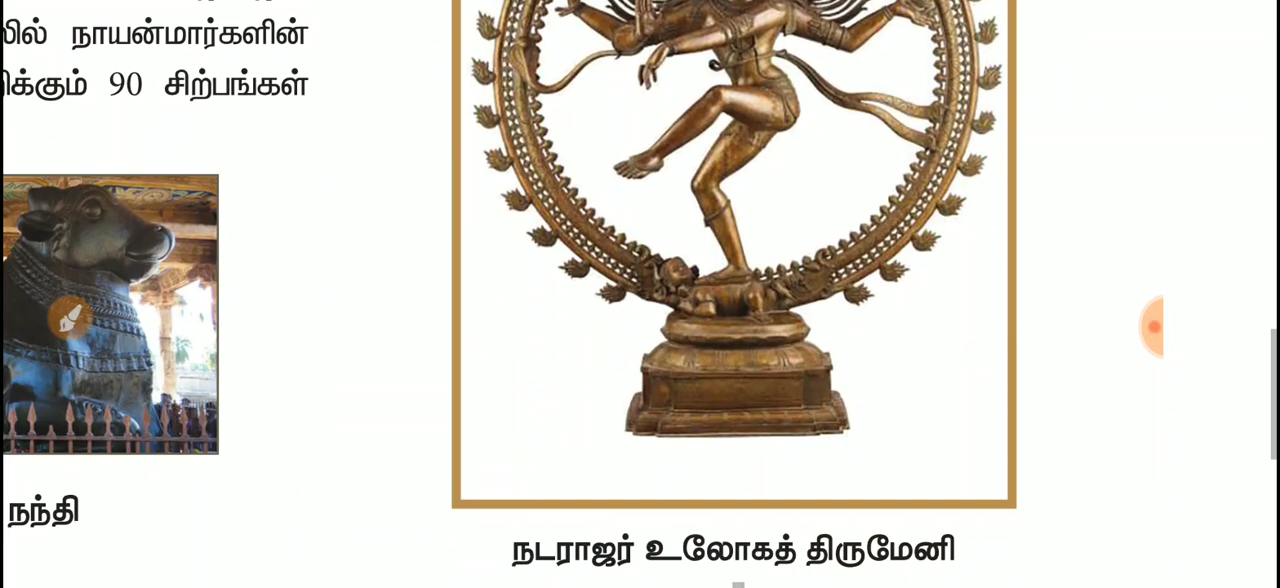 நாயன்மார்களின்
90 சிற்பங்கள்
நந்தி
நடராஜர் உலோகத் திருமேனி